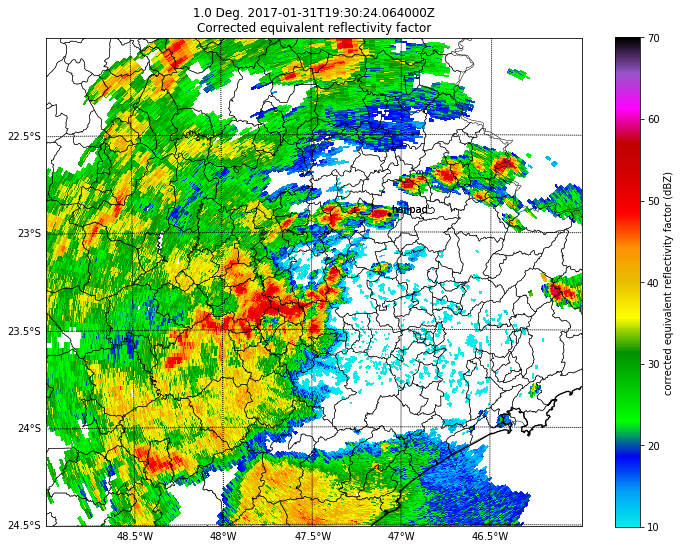 1.0 Deg. 2017-01-31T19:30:24.064000Z
Corrected equivalent reflectivity factor
22.5°S
23°S
23.5°S
24°S
24.5°S
48.5°W
48°W
47.5°W
47°W
46.5°W
hailpad
70
60
50
40
30
20
10
corrected equivalent reflectivity factor (dBZ)